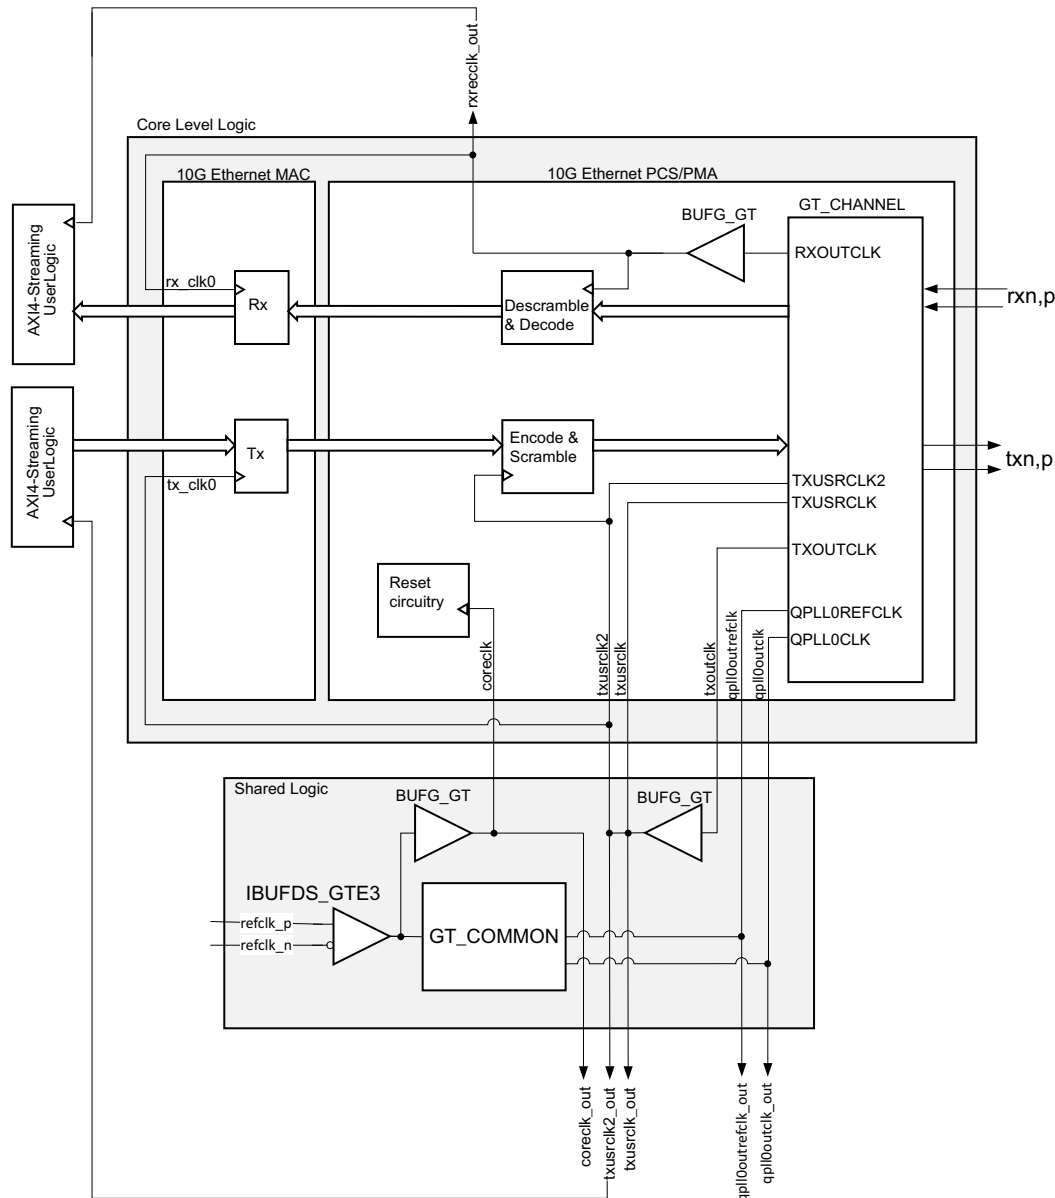 rxrecclk_out
Core Level Logic
10G Ethernet MAC
10G Ethernet PCS/PMA
GT_CHANNEL
BUFG_GT
RXOUTCLK
AXI4-Streaming
UserLogic
rx_clk0
Rx
Descramble
& Decode
rxn,p
AXI4-Streaming
UserLogic
Tx
tx_clk0
Encode &
Scramble
txn,p
TXUSRCLK2
TXUSRCLK
TXOUTCLK
Reset
circuitry
QPLL0REFCLK
QPLL0CLK
coreclk
txusrclk2
txusrclk
txoutclk
qpll0outrefclk
qpll0outclk
Shared Logic
BUFG_GT
BUFG_GT
IBUFDS_GTE3
refclk_p
refclk_n
GT_COMMON
coreclk_out
txusrclk2_out
txusrclk_out
qpll0outrefclk_out
qpll0outclk_out